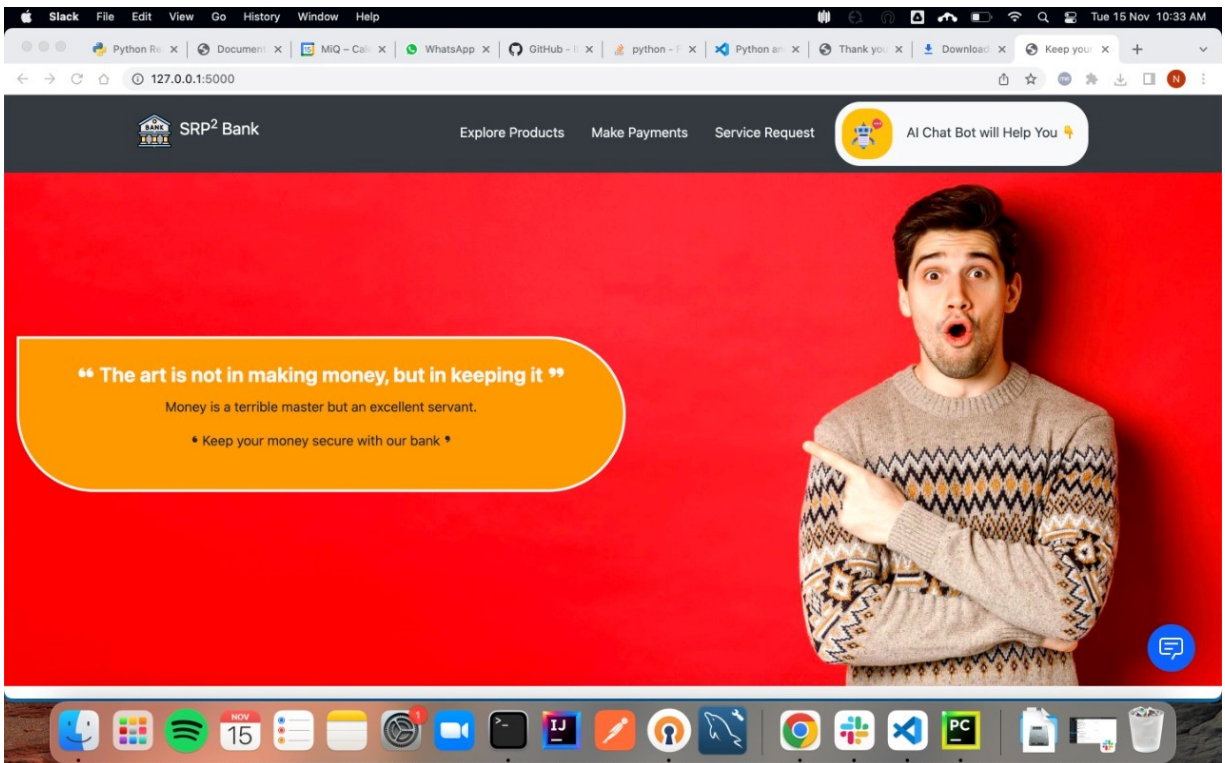 Slack File Edit View Go History Window Help Tue 15 Nov 10:33 AM
Python Re Document MiQ – Cale WhatsApp GitHub - python - Python an Thank you Download Keep your
127.0.0.1:5000 N
BANK SRP² Bank Explore Products Make Payments Service Request AI Chat Bot will Help You 👇
❝ The art is not in making money, but in keeping it ❞
Money is a terrible master but an excellent servant.
❛ Keep your money secure with our bank ❜
NOV
15 1 IJ PC